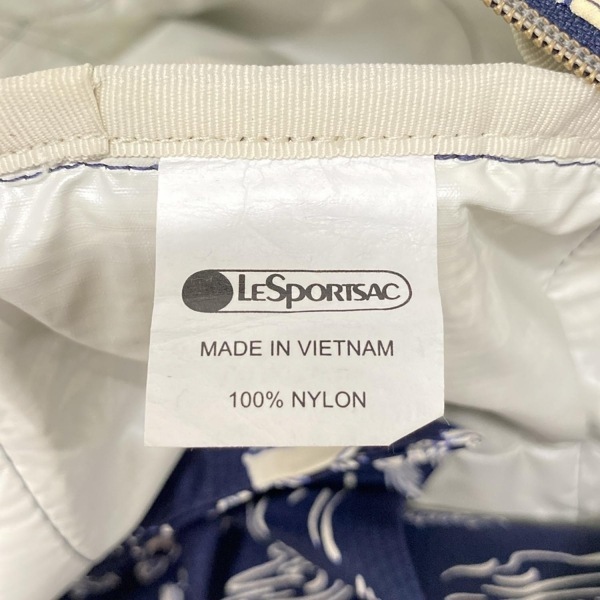 LeSportsac
MADE IN VIETNAM
100% NYLON